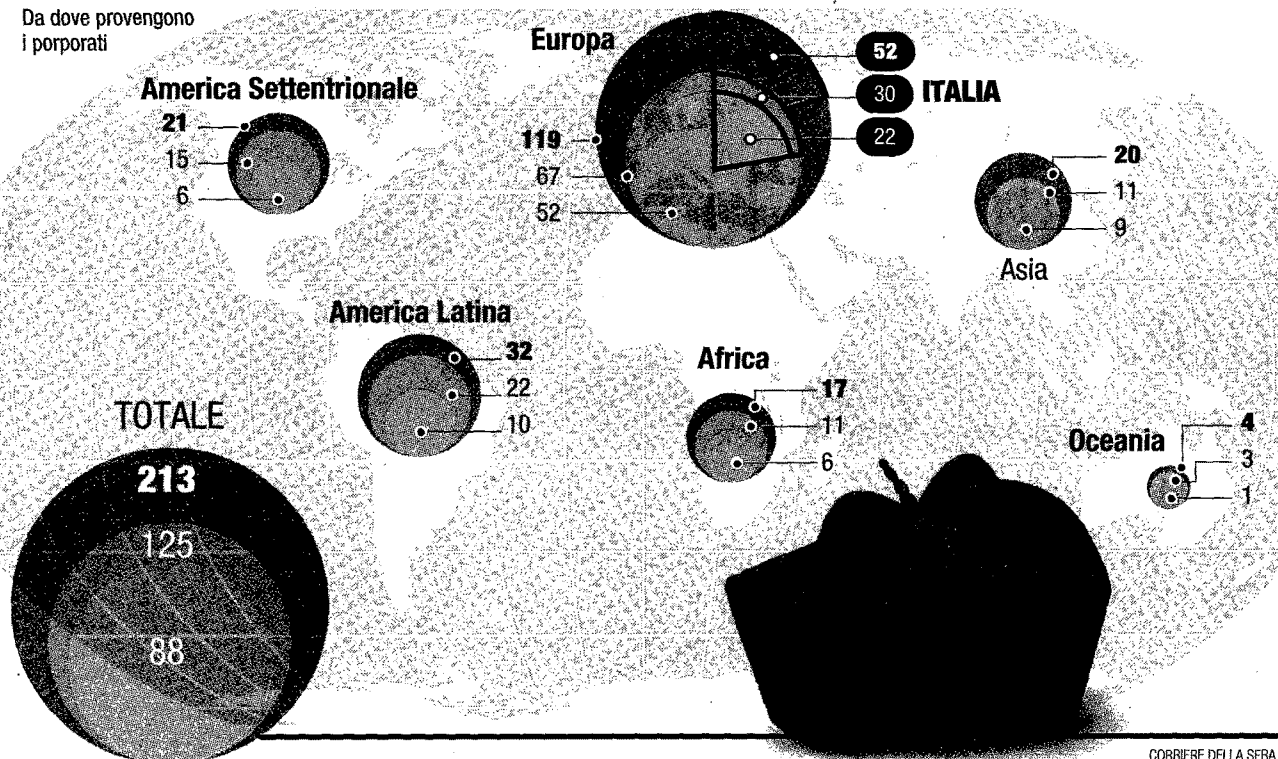 Da dove provengono
i porporati
America Settentrionale
21
15
6
Europa
119
67
52
52
30
22
ITALIA
20
11
9
Asia
America Latina
32
22
10
Africa
17
11
6
Oceania
4
3
1
TOTALE
213
125
88
CORRIERE DELLA SERA